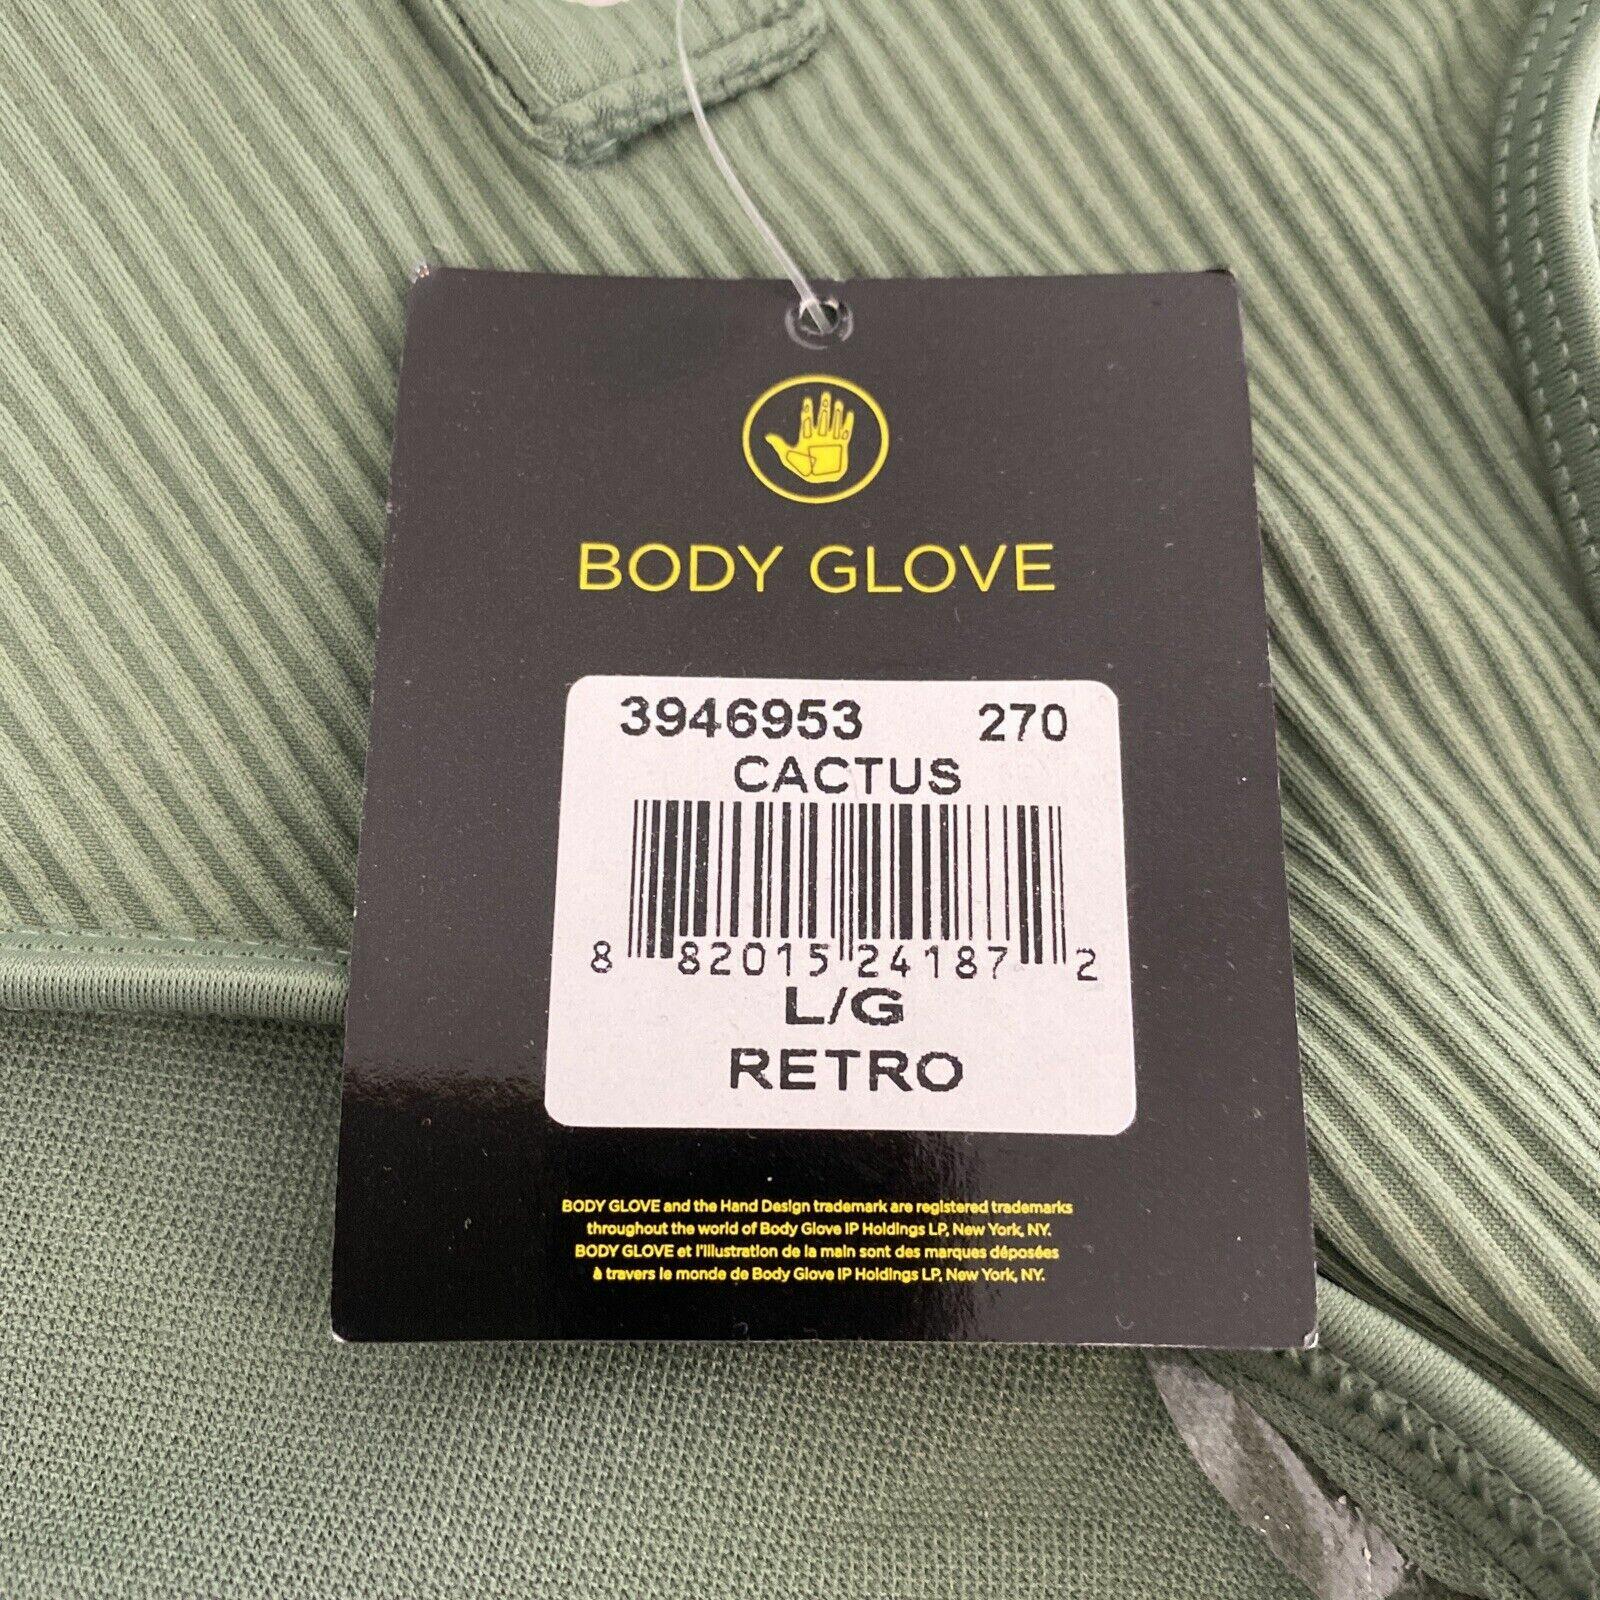 BODY GLOVE
3946953 270
CACTUS
8 82015 24187 2
L/G
RETRO
BODY GLOVE and the Hand Design trademark are registered trademarks
throughout the world of Body Glove IP Holdings LP, New York, NY.
BODY GLOVE et l'illustration de la main sont des marques déposées
à travers le monde de Body Glove IP Holdings LP, New York, NY.